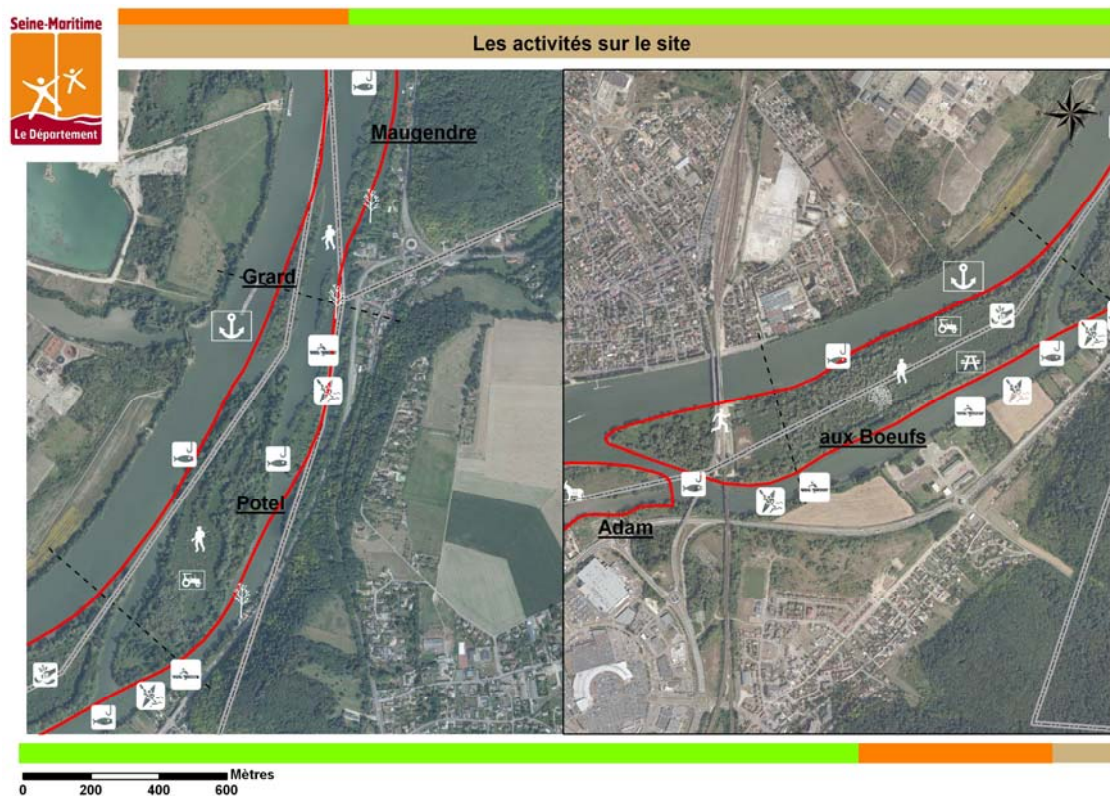 Seine-Maritime
Le Département
Les activités sur le site
Maugendre
Grard
Potel
aux Boeufs
Adam
Mètres
0 200 400 600